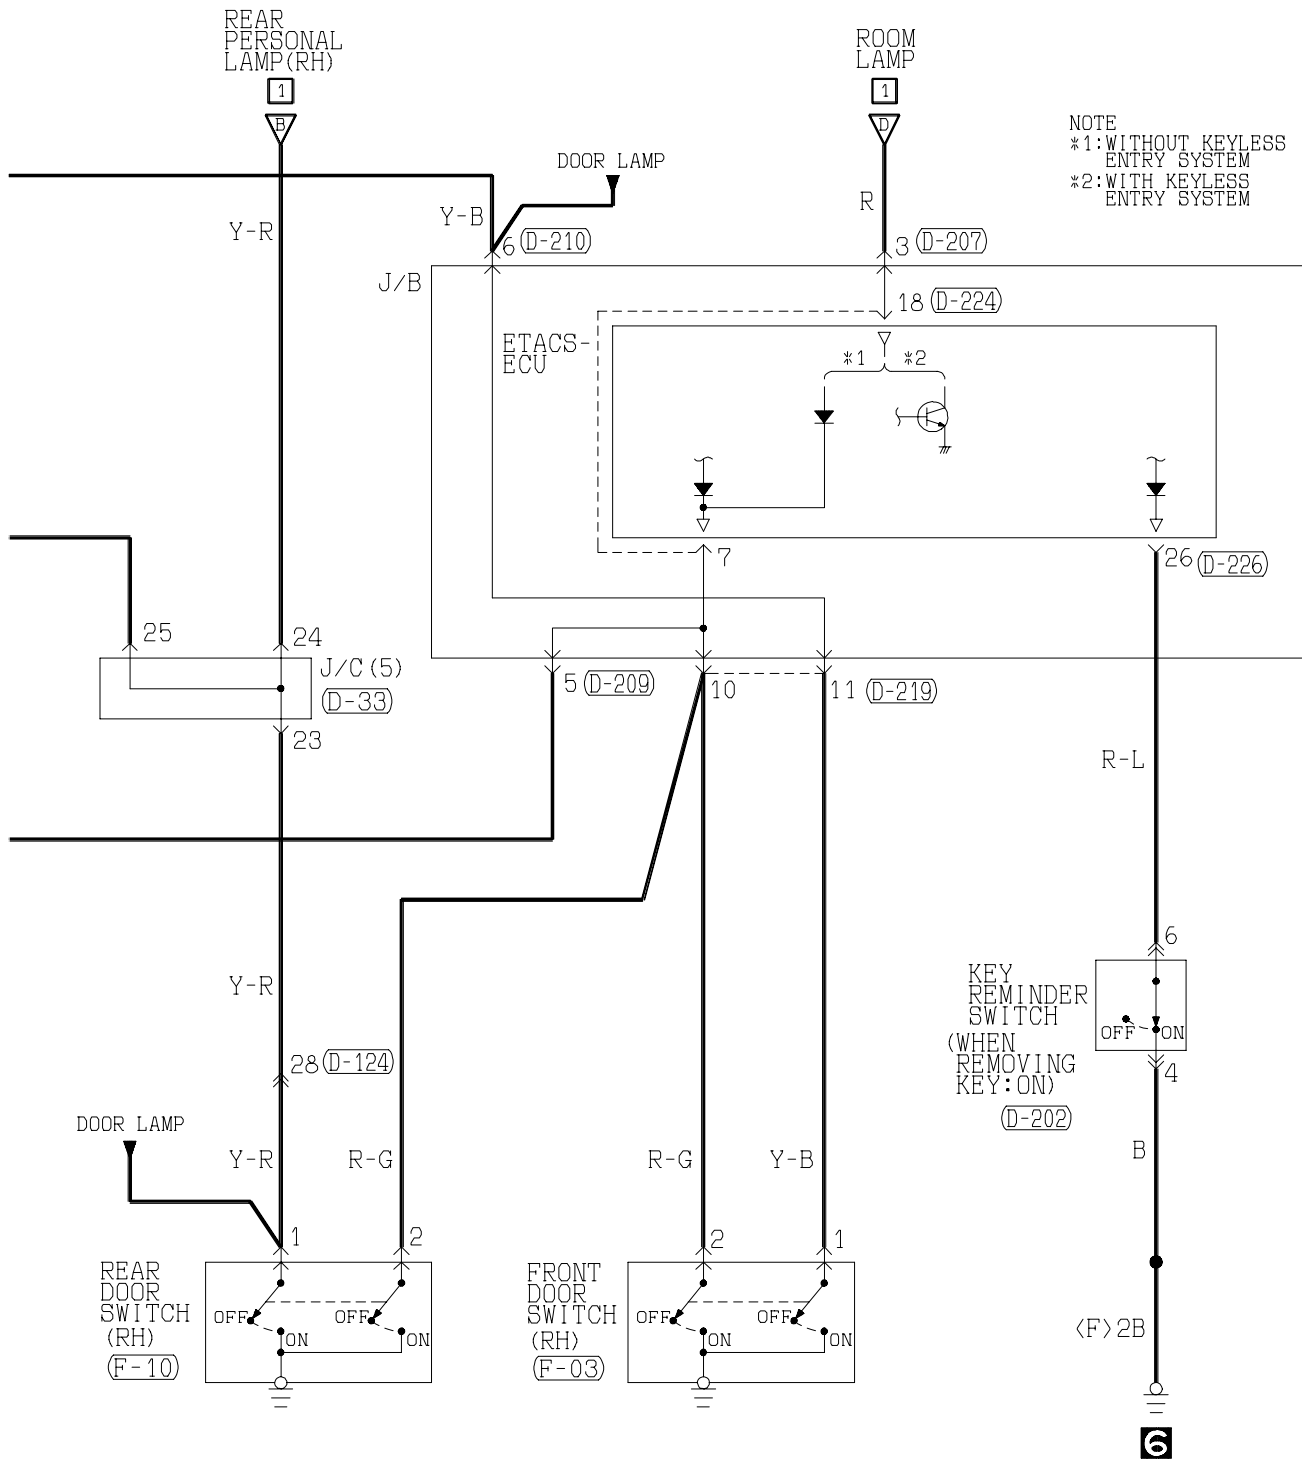 REAR
PERSONAL
LAMP(RH)
1
B
ROOM
LAMP
1
D
NOTE
*1:WITHOUT KEYLESS
ENTRY SYSTEM
*2:WITH KEYLESS
ENTRY SYSTEM
DOOR LAMP
Y-R
Y-B
R
6 D-210
3 D-207
J/B
18 D-224
ETACS-
ECU
*1 *2
7
26 D-226
25
24
J/C(5)
D-33
23
5 D-209
10
11 D-219
R-L
Y-R
6
KEY
REMINDER
SWITCH
(WHEN
REMOVING
KEY:ON)
D-202
OFF ON
4
28 D-124
DOOR LAMP
Y-R
R-G
R-G
Y-B
B
1
2
2
1
REAR
DOOR
SWITCH
(RH)
F-10
OFF
ON
OFF
ON
FRONT
DOOR
SWITCH
(RH)
F-03
OFF
ON
OFF
ON
<F>2B
6